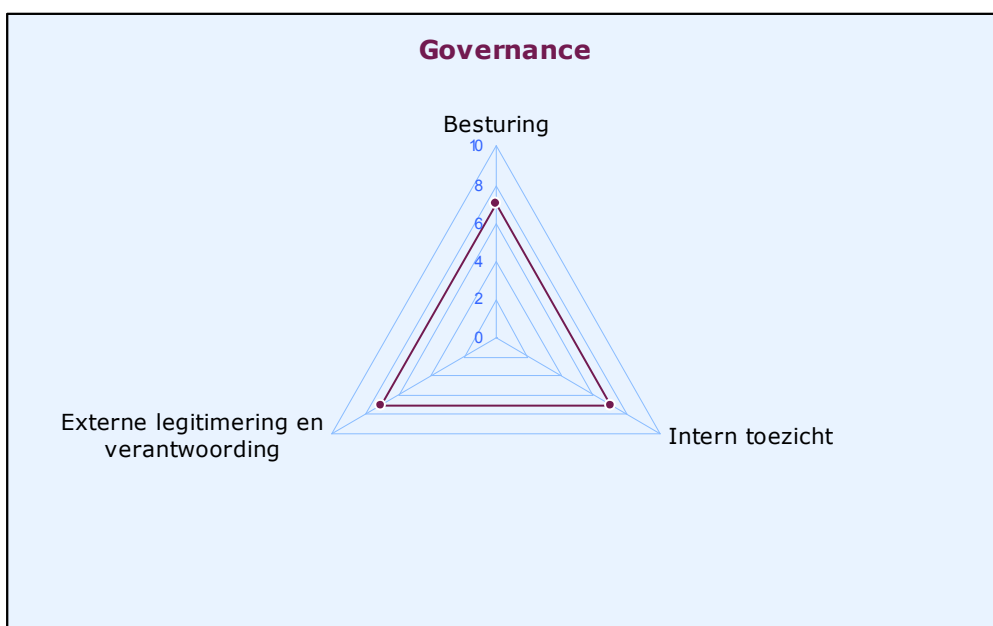 Governance
Besturing
10
8
6
4
2
0
Externe legitimering en
verantwoording
Intern toezicht